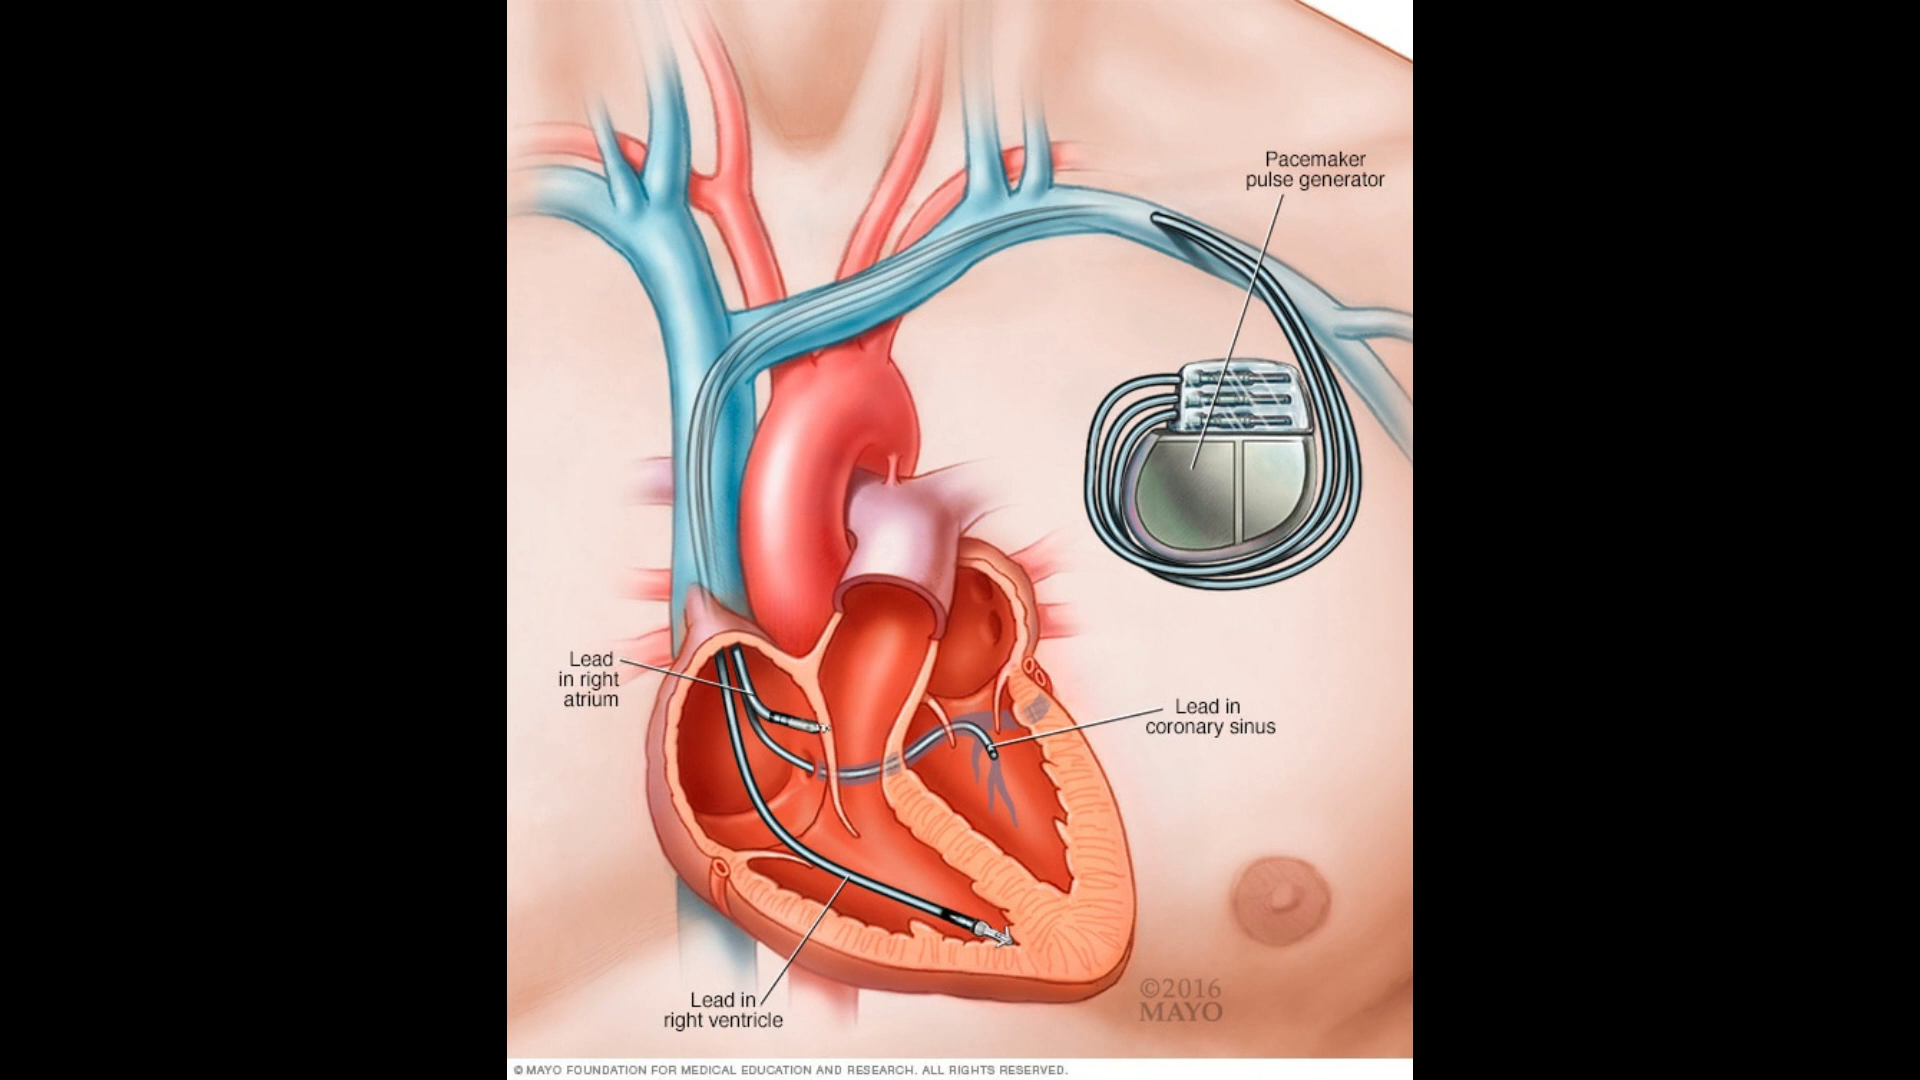 Pacemaker
pulse generator
Lead
in right
atrium
Lead in
coronary sinus
Lead in
right ventricle
©2016
MAYO
© MAYO FOUNDATION FOR MEDICAL EDUCATION AND RESEARCH. ALL RIGHTS RESERVED.